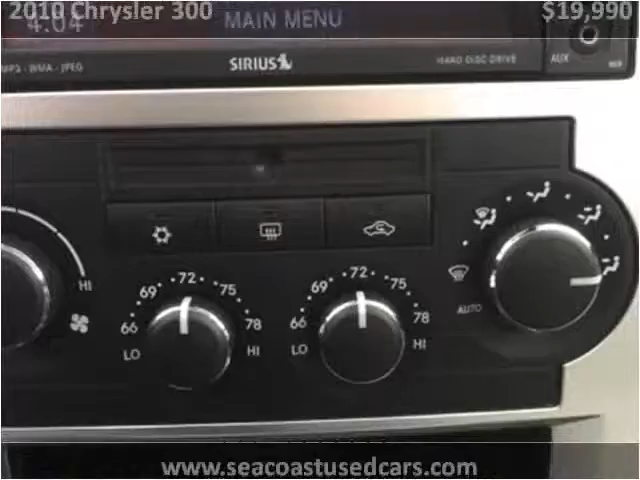 2010 Chrysler 300 $19,990
4:04 MAIN MENU
MP3 - WMA - JPEG SIRIUS HARD DISC DRIVE AUX
HI
66 69 72 75 78
LO HI
66 69 72 75 78
LO HI
AUTO
www.seacoastusedcars.com